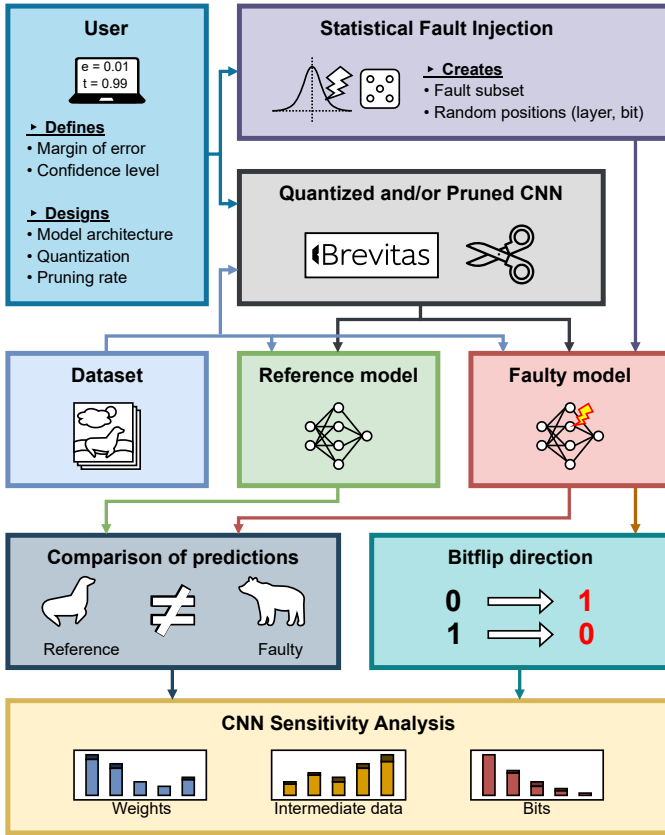 User
e = 0.01
t = 0.99
‣ Defines
• Margin of error
• Confidence level
‣ Designs
• Model architecture
• Quantization
• Pruning rate
Statistical Fault Injection
‣ Creates
• Fault subset
• Random positions (layer, bit)
Quantized and/or Pruned CNN
Brevitas
Dataset
Reference model
Faulty model
Comparison of predictions
Reference
Faulty
Bitflip direction
0 1
1 0
CNN Sensitivity Analysis
Weights
Intermediate data
Bits